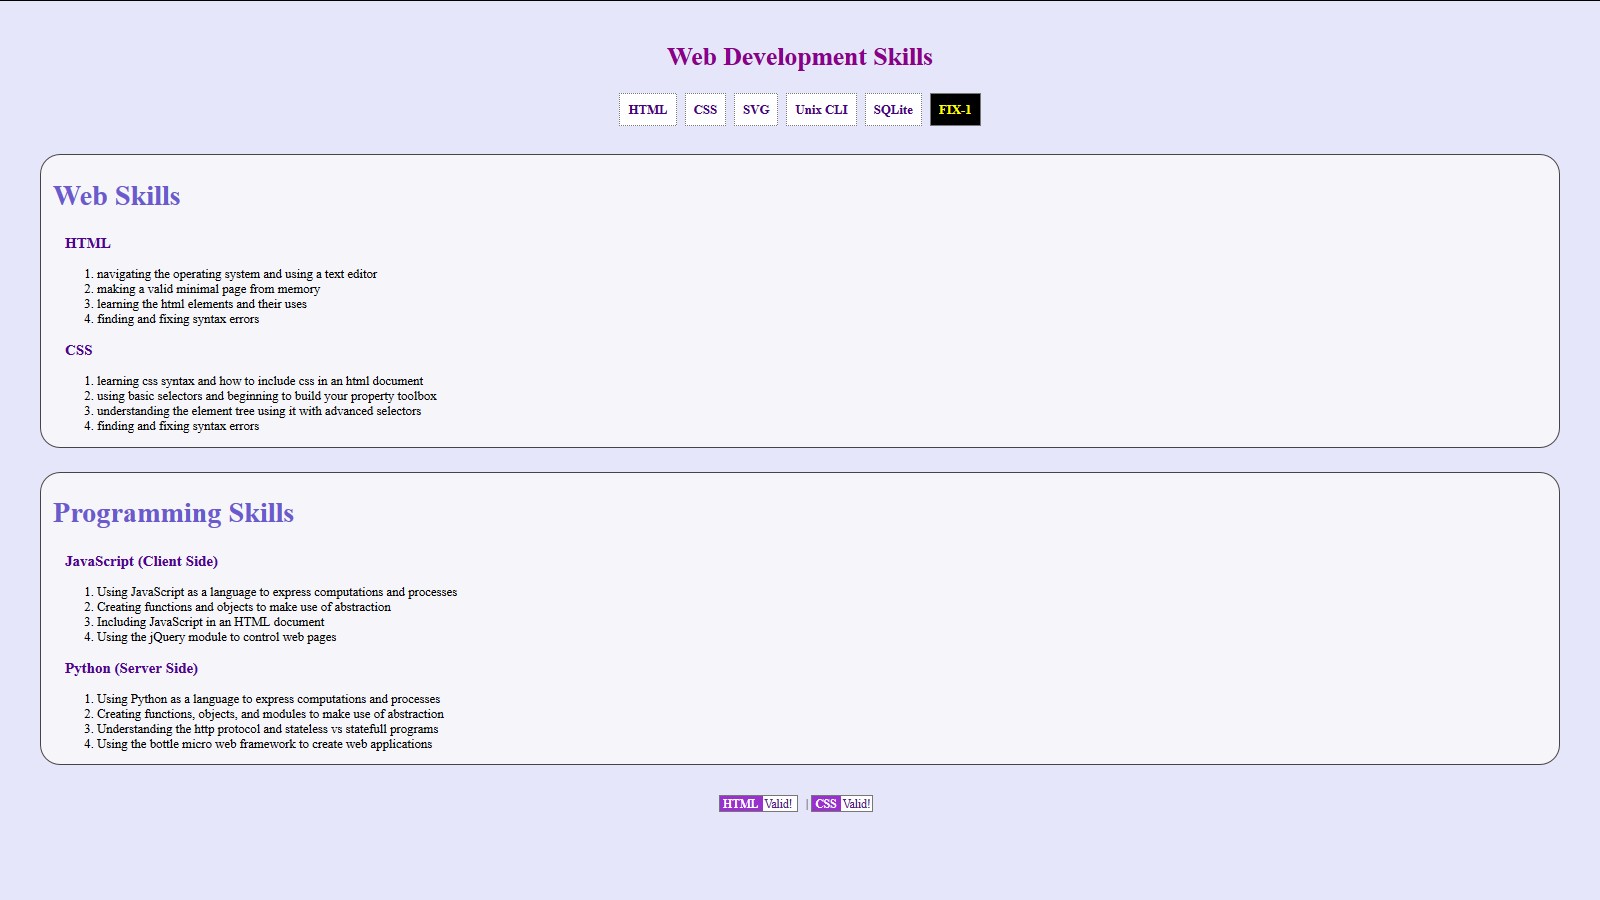 Web Development Skills
HTML CSS SVG Unix CLI SQLite FIX-1
Web Skills
HTML
1. navigating the operating system and using a text editor
2. making a valid minimal page from memory
3. learning the html elements and their uses
4. finding and fixing syntax errors
CSS
1. learning css syntax and how to include css in an html document
2. using basic selectors and beginning to build your property toolbox
3. understanding the element tree using it with advanced selectors
4. finding and fixing syntax errors
Programming Skills
JavaScript (Client Side)
1. Using JavaScript as a language to express computations and processes
2. Creating functions and objects to make use of abstraction
3. Including JavaScript in an HTML document
4. Using the jQuery module to control web pages
Python (Server Side)
1. Using Python as a language to express computations and processes
2. Creating functions, objects, and modules to make use of abstraction
3. Understanding the http protocol and stateless vs statefull programs
4. Using the bottle micro web framework to create web applications
HTML Valid! | CSS Valid!